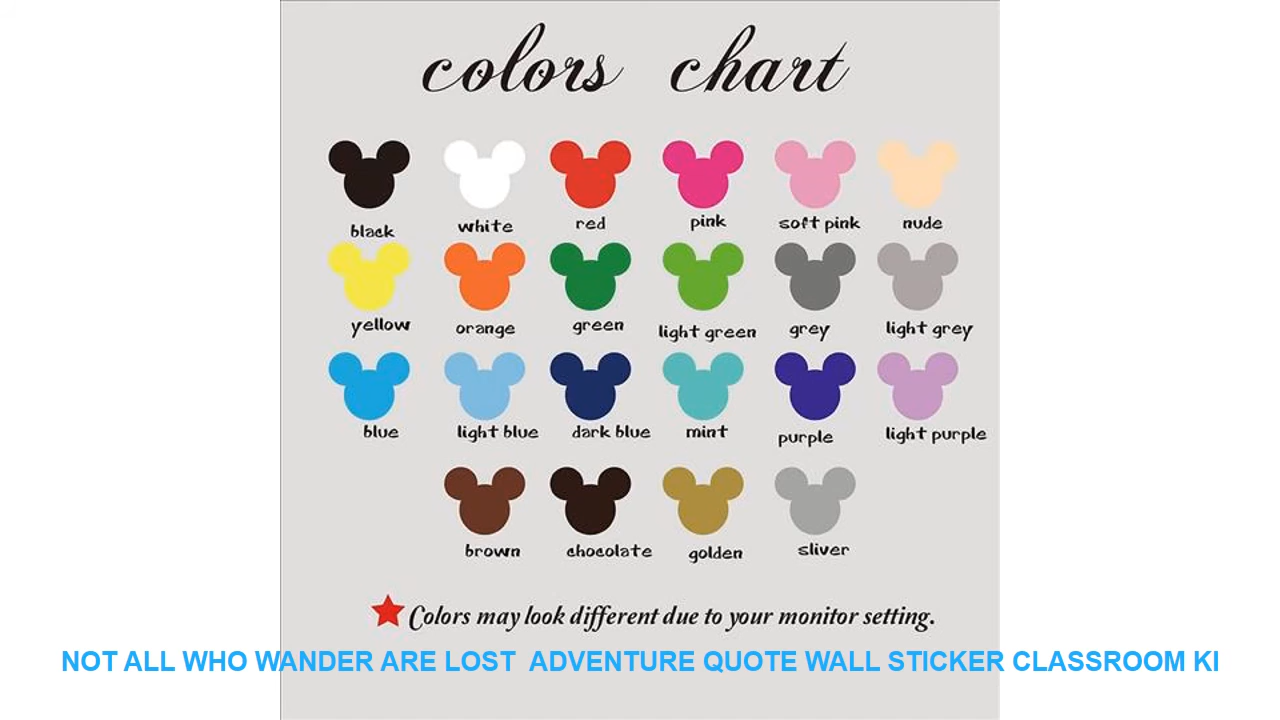 colors chart
black white red pink soft pink nude
yellow orange green light green grey light grey
blue light blue dark blue mint purple light purple
brown chocolate golden sliver
Colors may look different due to your monitor setting.
NOT ALL WHO WANDER ARE LOST  ADVENTURE QUOTE WALL STICKER CLASSROOM KI